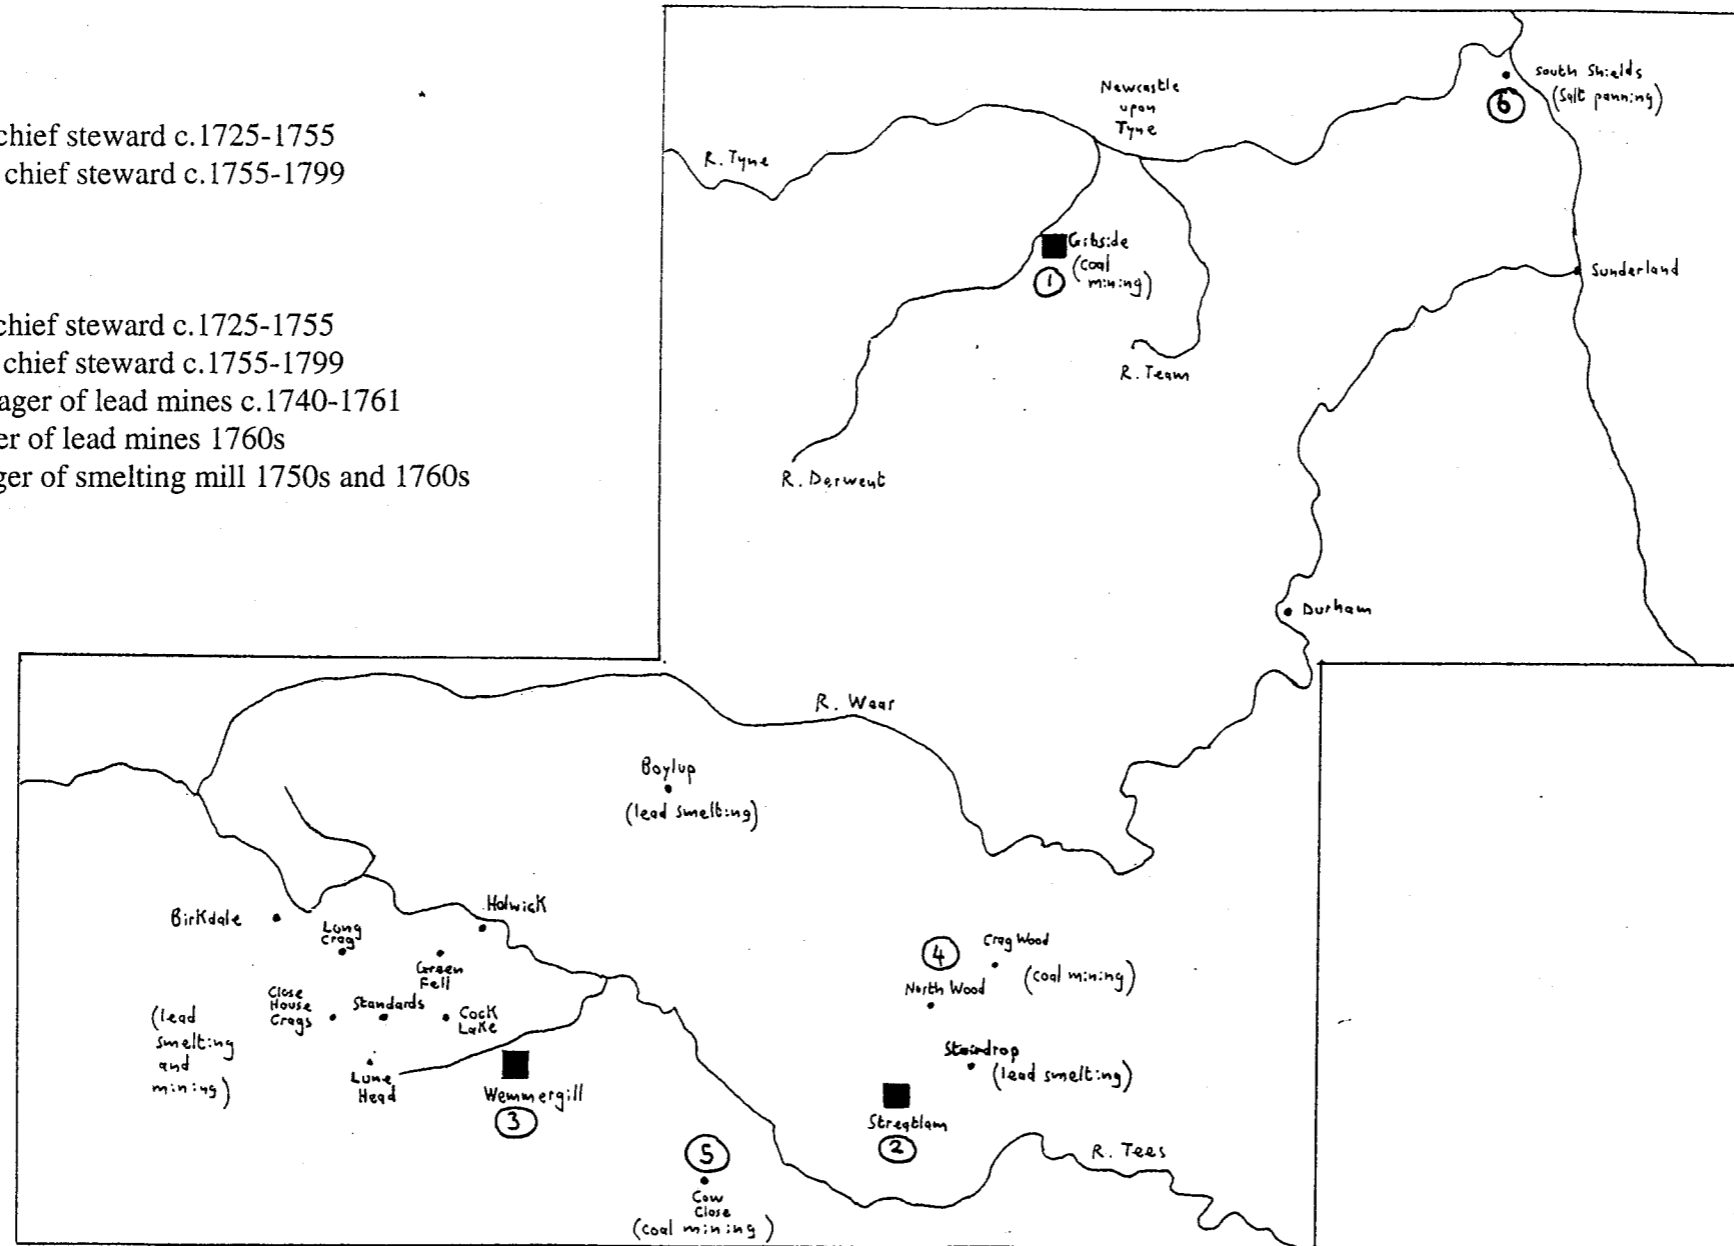 chief steward c.1725-1755
chief steward c.1755-1799
chief steward c.1725-1755
chief steward c.1755-1799
ager of lead mines c.1740-1761
er of lead mines 1760s
ger of smelting mill 1750s and 1760s
South Shields
(Salt panning)
6
Newcastle
upon
Tyne
R. Tyne
Gibside
(coal
mining)
1
Sunderland
R. Team
R. Derwent
Durham
R. Wear
Boylup
(lead smelting)
Birkdale
Holwick
Long
Crag
Green
Fell
Close
House
Crags
Standards
Cock
Lake
(lead
smelting
and
mining)
Lune
Head
Wemmergill
3
4
Crag Wood
(coal mining)
North Wood
Staindrop
(lead smelting)
Streatlam
2
R. Tees
5
Cow
Close
(coal mining)